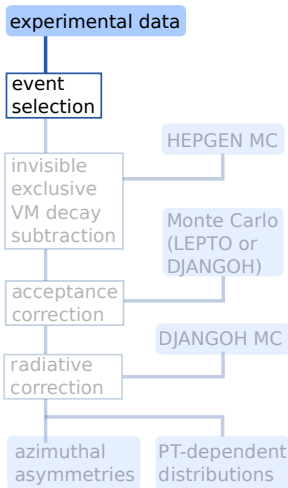 experimental data
event
selection
HEPGEN MC
invisible
exclusive
VM decay
subtraction
Monte Carlo
(LEPTO or
DJANGOH)
acceptance
correction
DJANGOH MC
radiative
correction
azimuthal
asymmetries
PT-dependent
distributions